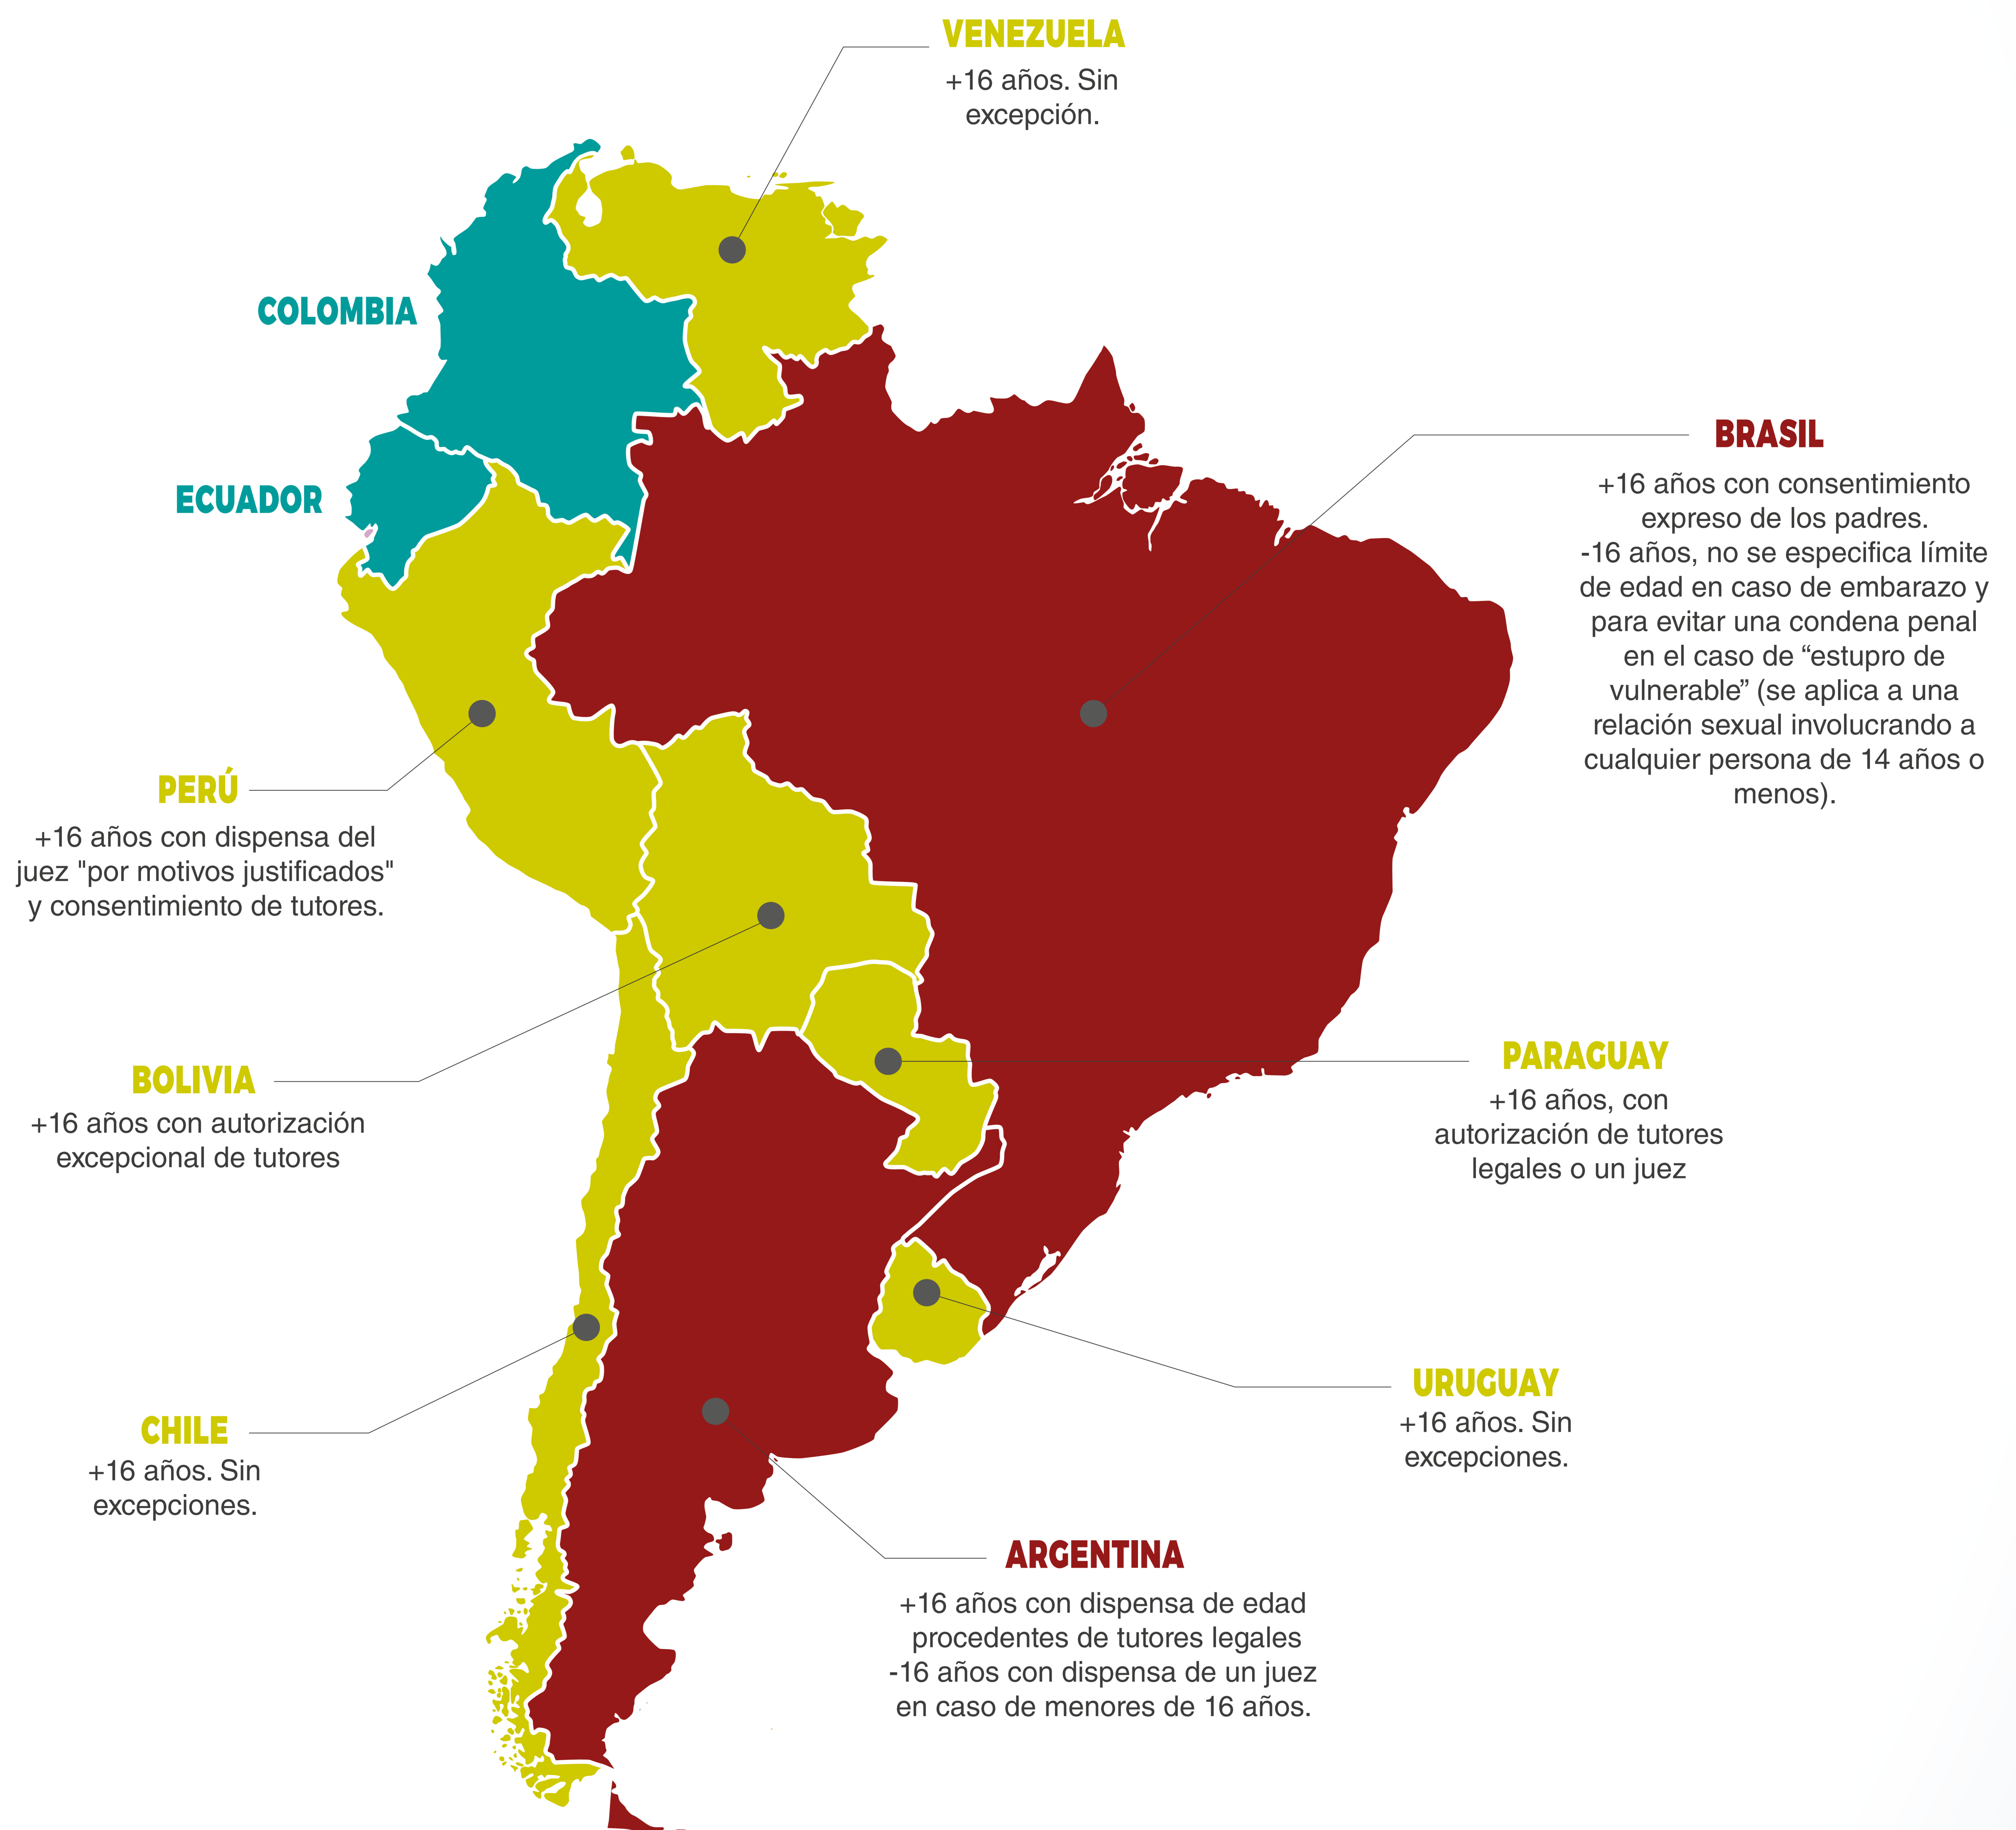 VENEZUELA
+16 años. Sin
excepción.
COLOMBIA
ECUADOR
BRASIL
+16 años con consentimiento
expreso de los padres.
-16 años, no se especifica límite
de edad en caso de embarazo y
para evitar una condena penal
en el caso de “estupro de
vulnerable” (se aplica a una
relación sexual involucrando a
cualquier persona de 14 años o
menos).
PERÚ
+16 años con dispensa del
juez "por motivos justificados"
y consentimiento de tutores.
BOLIVIA
+16 años con autorización
excepcional de tutores
PARAGUAY
+16 años, con
autorización de tutores
legales o un juez
URUGUAY
+16 años. Sin
excepciones.
CHILE
+16 años. Sin
excepciones.
ARGENTINA
+16 años con dispensa de edad
procedentes de tutores legales
-16 años con dispensa de un juez
en caso de menores de 16 años.